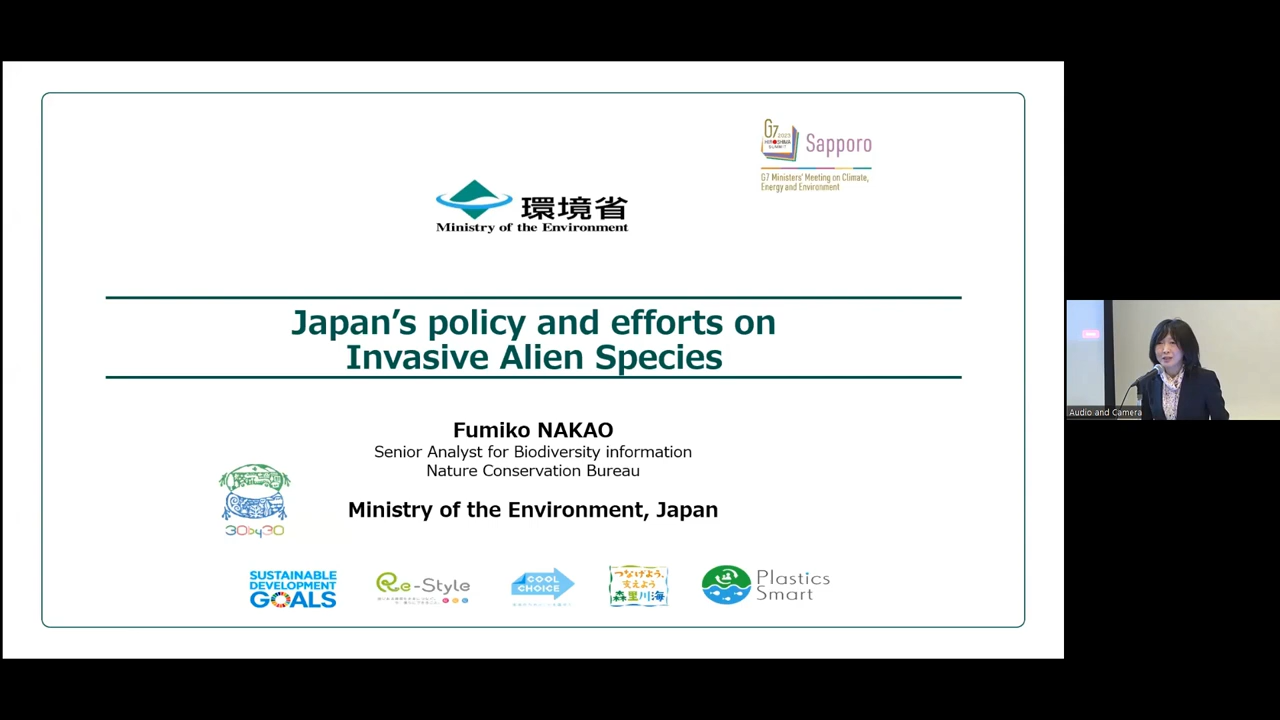 G7 2023
HIROSHIMA
SUMMIT
Sapporo
G7 Ministers' Meeting on Climate,
Energy and Environment
環境省
Ministry of the Environment
Japan's policy and efforts on
Invasive Alien Species
Fumiko NAKAO
Senior Analyst for Biodiversity information
Nature Conservation Bureau
Ministry of the Environment, Japan
30by30
SUSTAINABLE
DEVELOPMENT
GOALS
Re-Style
COOL
CHOICE
つなげよう、
支えよう
森里川海
Plastics
Smart
Audio and Camera